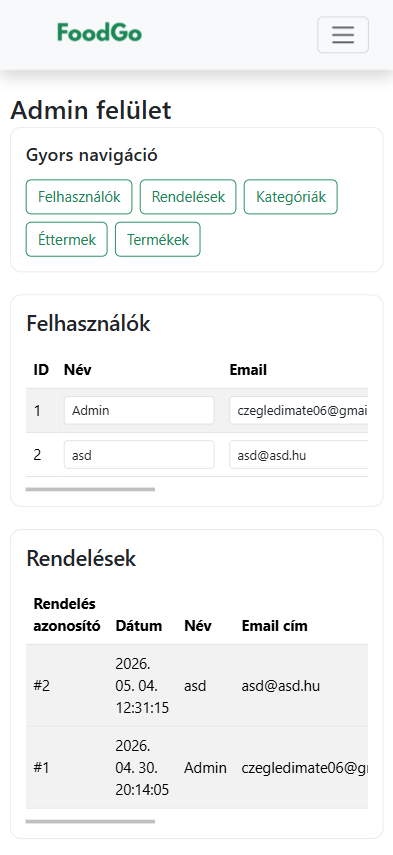 FoodGo
Admin felület
Gyors navigáció
Felhasználók Rendelések Kategóriák
Éttermek Termékek
Felhasználók
ID Név Email
1 Admin czegledimate06@gmai
2 asd asd@asd.hu
Rendelések
Rendelés
azonosító Dátum Név Email cím
2026.
#2 05. 04. asd asd@asd.hu
12:31:15
2026.
#1 04. 30. Admin czegledimate06@g
20:14:05